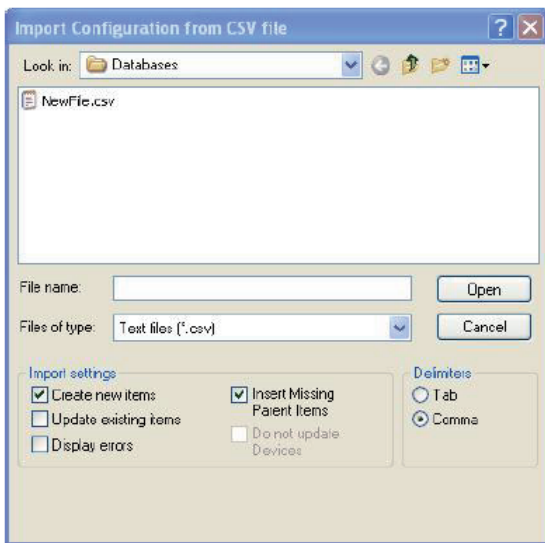 Import Configuration from CSV file
Look in: Databases
NewFile.csv
File name:
Open
Files of type: Text files (*.csv)
Cancel
Import settings
Create new items
Update existing items
Display errors
Insert Missing
Parent Items
Do not update
Devices
Delimiters
Tab
Comma